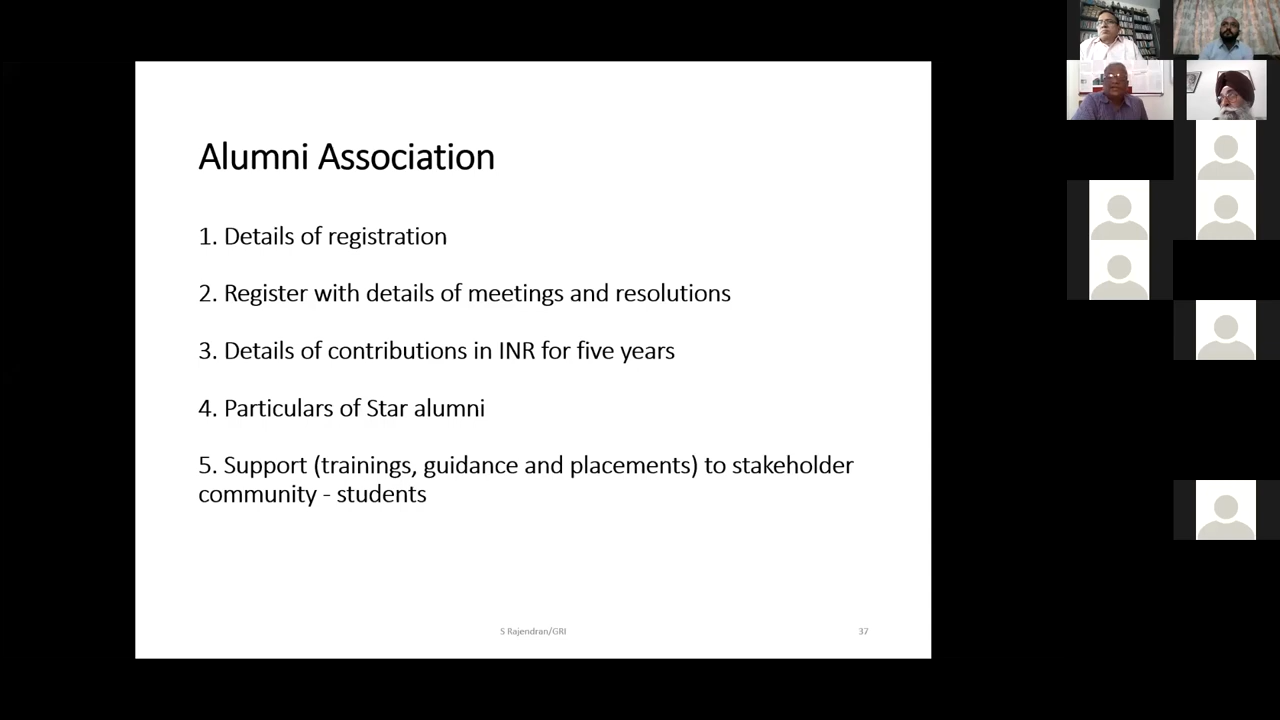 Alumni Association
1. Details of registration
2. Register with details of meetings and resolutions
3. Details of contributions in INR for five years
4. Particulars of Star alumni
5. Support (trainings, guidance and placements) to stakeholder
community - students
S Rajendran/GRI
37